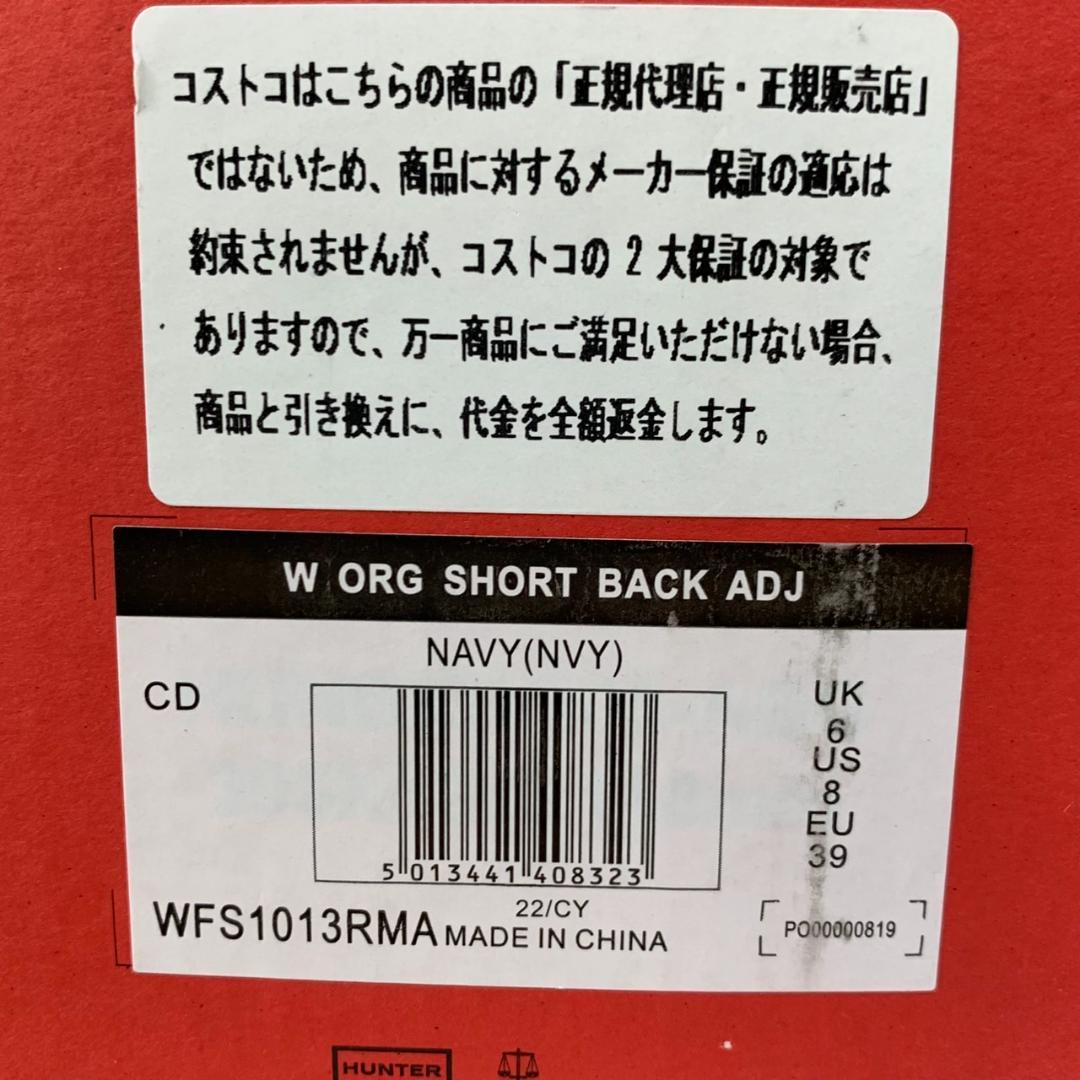 コストコはこちらの商品の「正規代理店・正規販売店」
ではないため、商品に対するメーカー保証の適応は
約束されませんが、コストコの 2 大保証の対象で
ありますので、万一商品にご満足いただけない場合、
商品と引き換えに、代金を全額返金します。
W ORG SHORT BACK ADJ
NAVY(NVY)
CD
UK
6
US
8
EU
39
5 013441 408323
22/CY
WFS1013RMA MADE IN CHINA
PO00000819
HUNTER